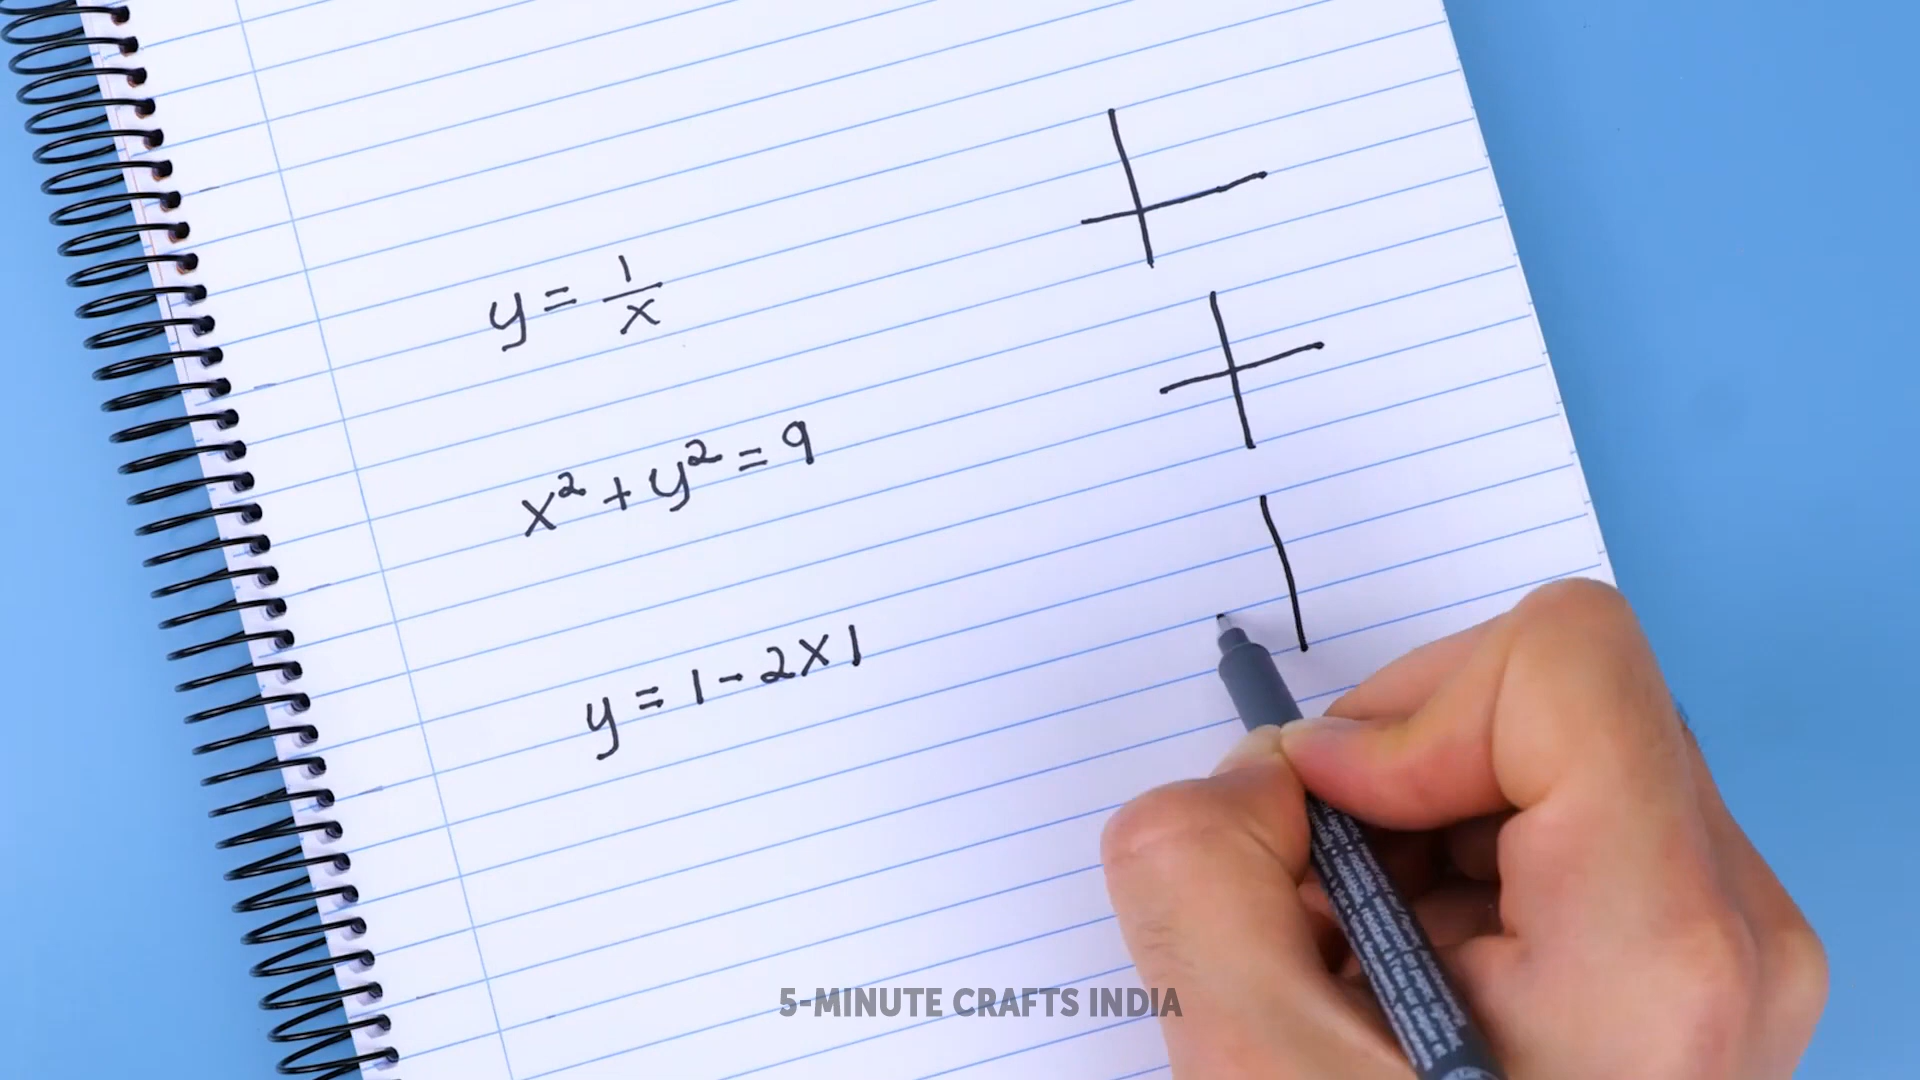 y = 1/x
x² + y² = 9
y = 1 - 2x1
5-MINUTE CRAFTS INDIA